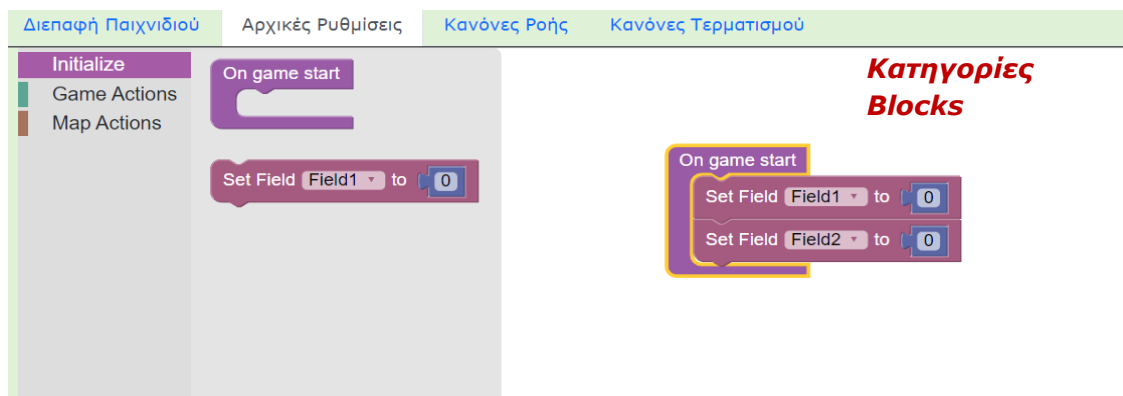 Διεπαφή Παιχνιδιού Αρχικές Ρυθμίσεις Κανόνες Ροής Κανόνες Τερματισμού
Initialize
Game Actions
Map Actions
On game start
Set Field Field1 to 0
Κατηγορίες
Blocks
On game start
Set Field Field1 to 0
Set Field Field2 to 0